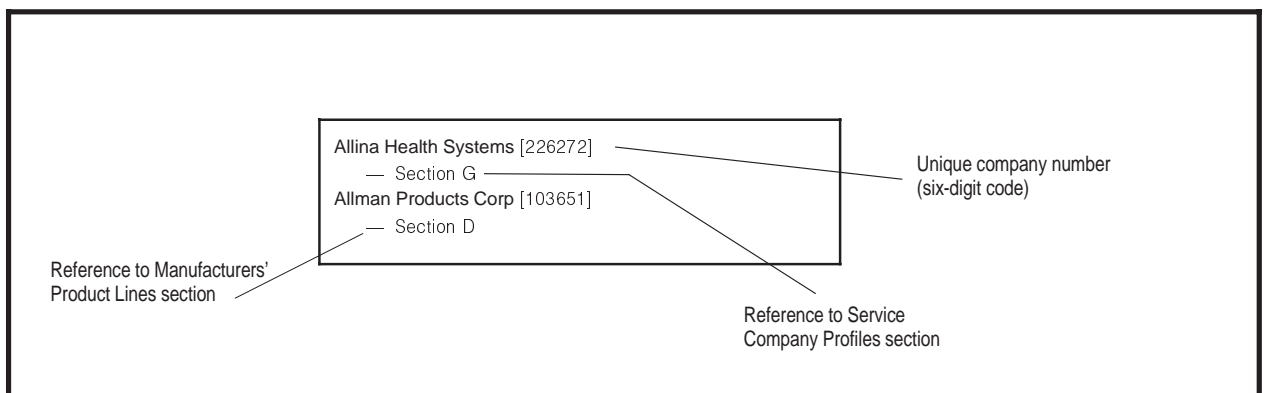 Allina Health Systems [226272]
— Section G
Allman Products Corp [103651]
— Section D
Unique company number
(six-digit code)
Reference to Manufacturers’
Product Lines section
Reference to Service
Company Profiles section